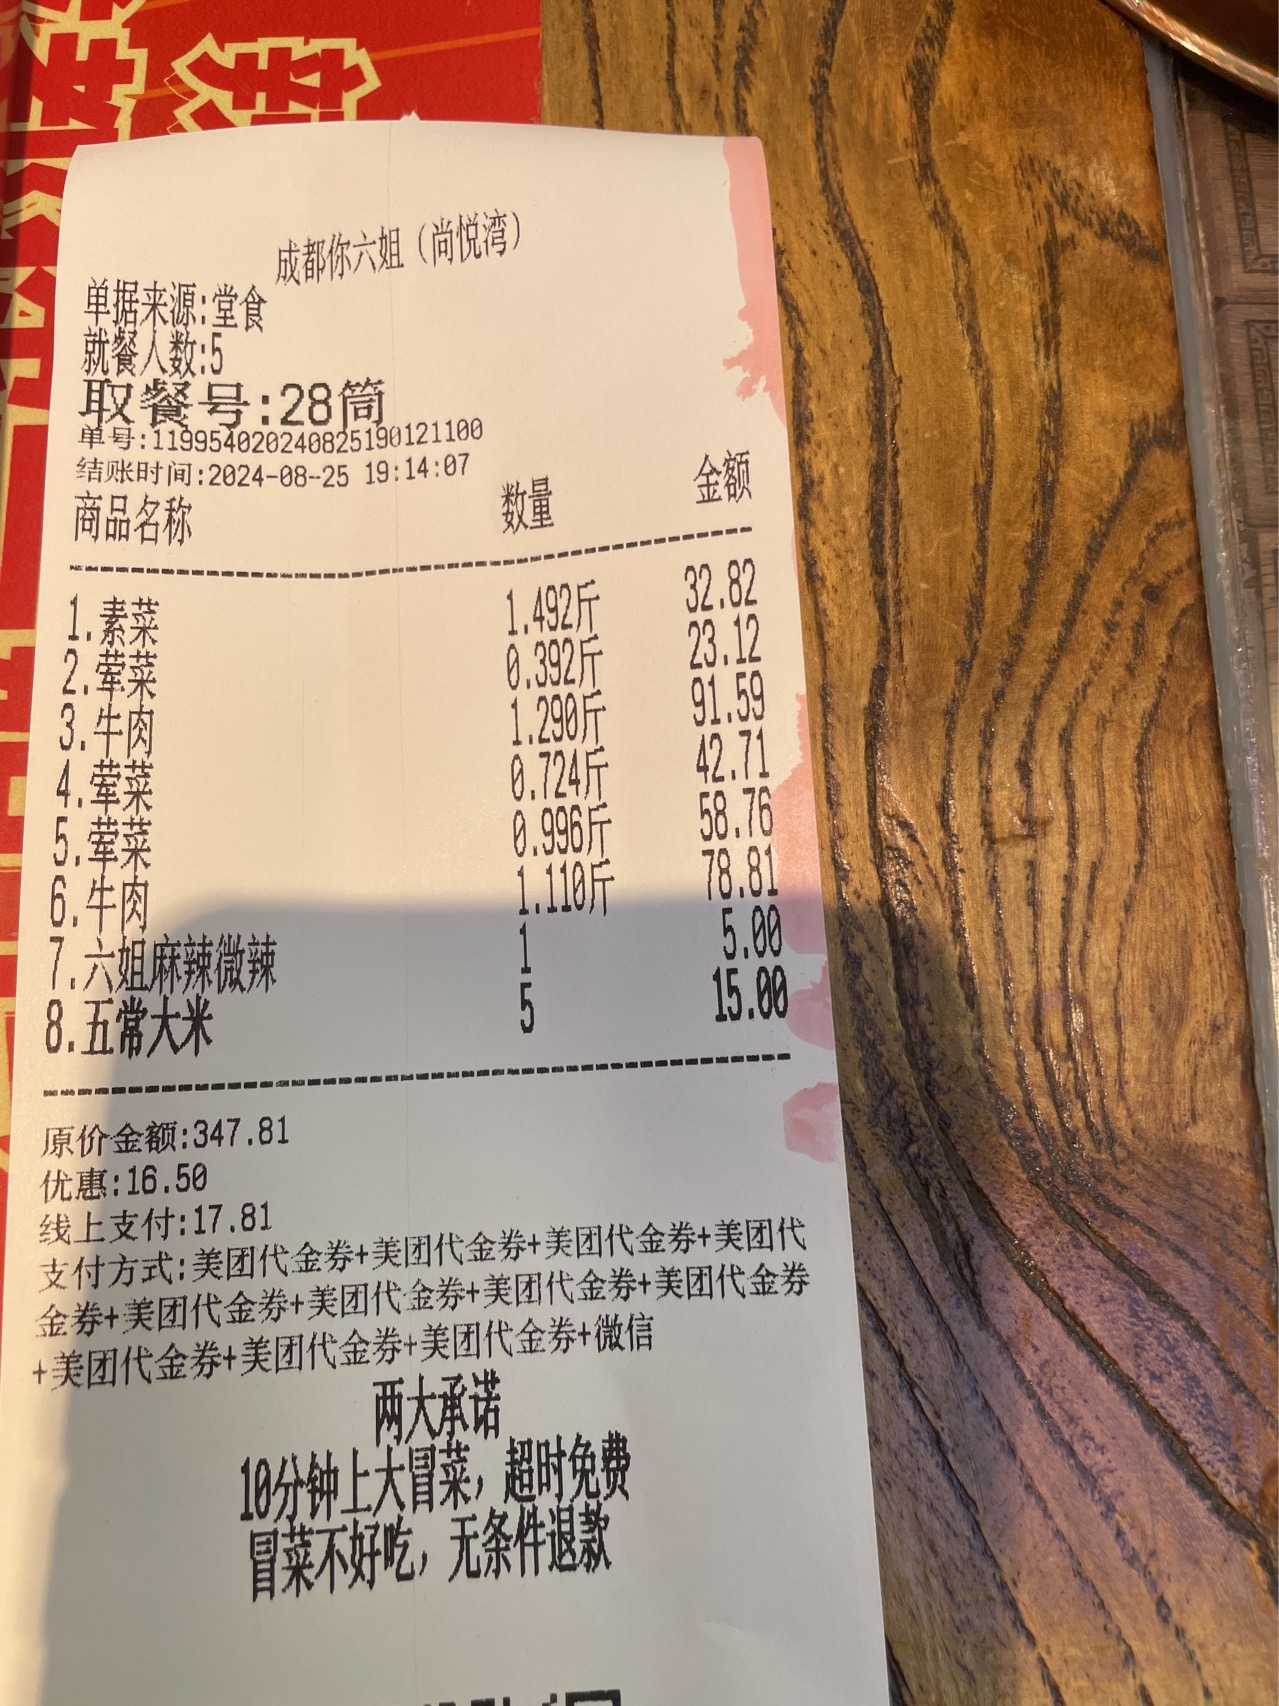 成都你六姐（尚悦湾）
单据来源:堂食
就餐人数:5
取餐号:28筒
单号:119954020240825190121100
结账时间:2024-08-25 19:14:07
商品名称 数量 金额
1.素菜 1.492斤 32.82
2.荤菜 0.392斤 23.12
3.牛肉 1.290斤 91.59
4.荤菜 0.724斤 42.71
5.荤菜 0.996斤 58.76
6.牛肉 1.110斤 78.81
7.六姐麻辣微辣 1 5.00
8.五常大米 5 15.00
原价金额:347.81
优惠:16.50
线上支付:17.81
支付方式:美团代金券+美团代金券+美团代金券+美团代
金券+美团代金券+美团代金券+美团代金券+美团代金券
+美团代金券+美团代金券+美团代金券+微信
两大承诺
10分钟上大冒菜，超时免费
冒菜不好吃，无条件退款